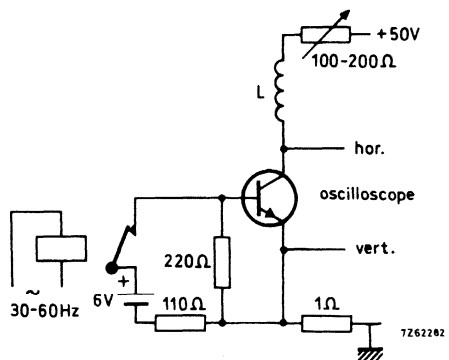 +50V
100-200Ω
L
hor.
oscilloscope
vert.
220Ω
+
6V
110Ω
1Ω
~
30-60Hz
7Z62282